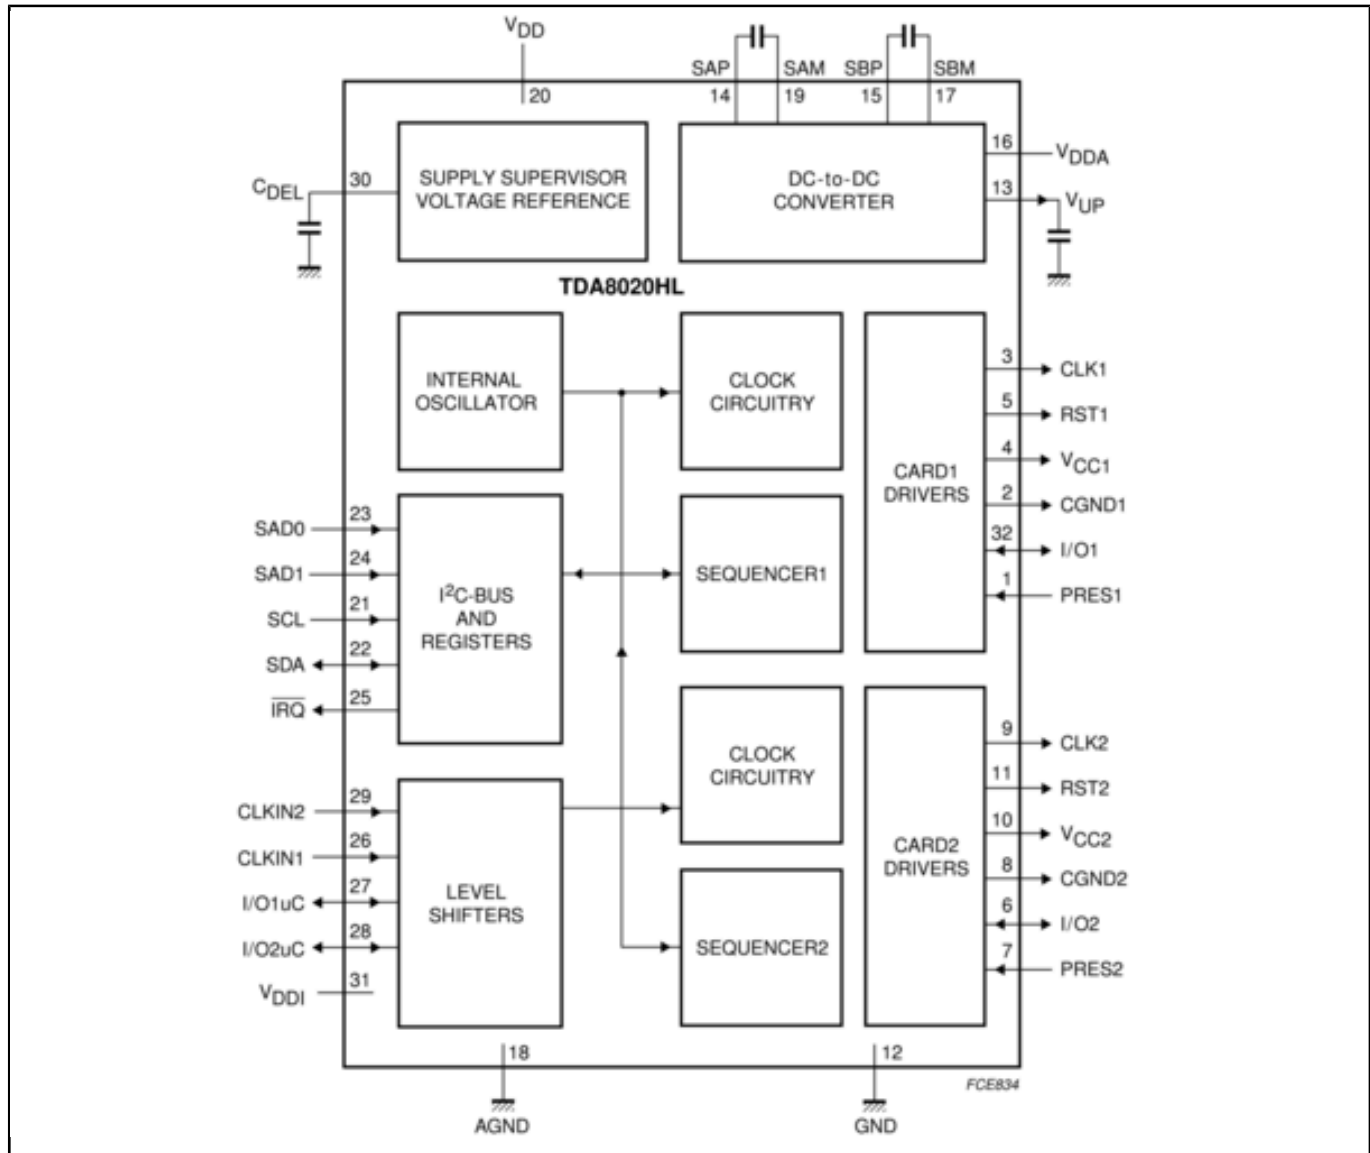 VDD
SAP SAM SBP SBM
20 14 19 15 17
16 VDDA
CDEL 30
SUPPLY SUPERVISOR
VOLTAGE REFERENCE
DC-to-DC
CONVERTER
13 VUP
TDA8020HL
INTERNAL
OSCILLATOR
CLOCK
CIRCUITRY
CARD1
DRIVERS
3 CLK1
5 RST1
4 VCC1
2 CGND1
32 I/O1
1 PRES1
SAD0 23
SAD1 24
SCL 21
SDA 22
IRQ 25
I²C-BUS
AND
REGISTERS
SEQUENCER1
CLOCK
CIRCUITRY
CARD2
DRIVERS
9 CLK2
11 RST2
10 VCC2
8 CGND2
6 I/O2
7 PRES2
CLKIN2 29
CLKIN1 26
I/O1uC 27
I/O2uC 28
VDDI 31
LEVEL
SHIFTERS
SEQUENCER2
18 12
FCE834
AGND GND